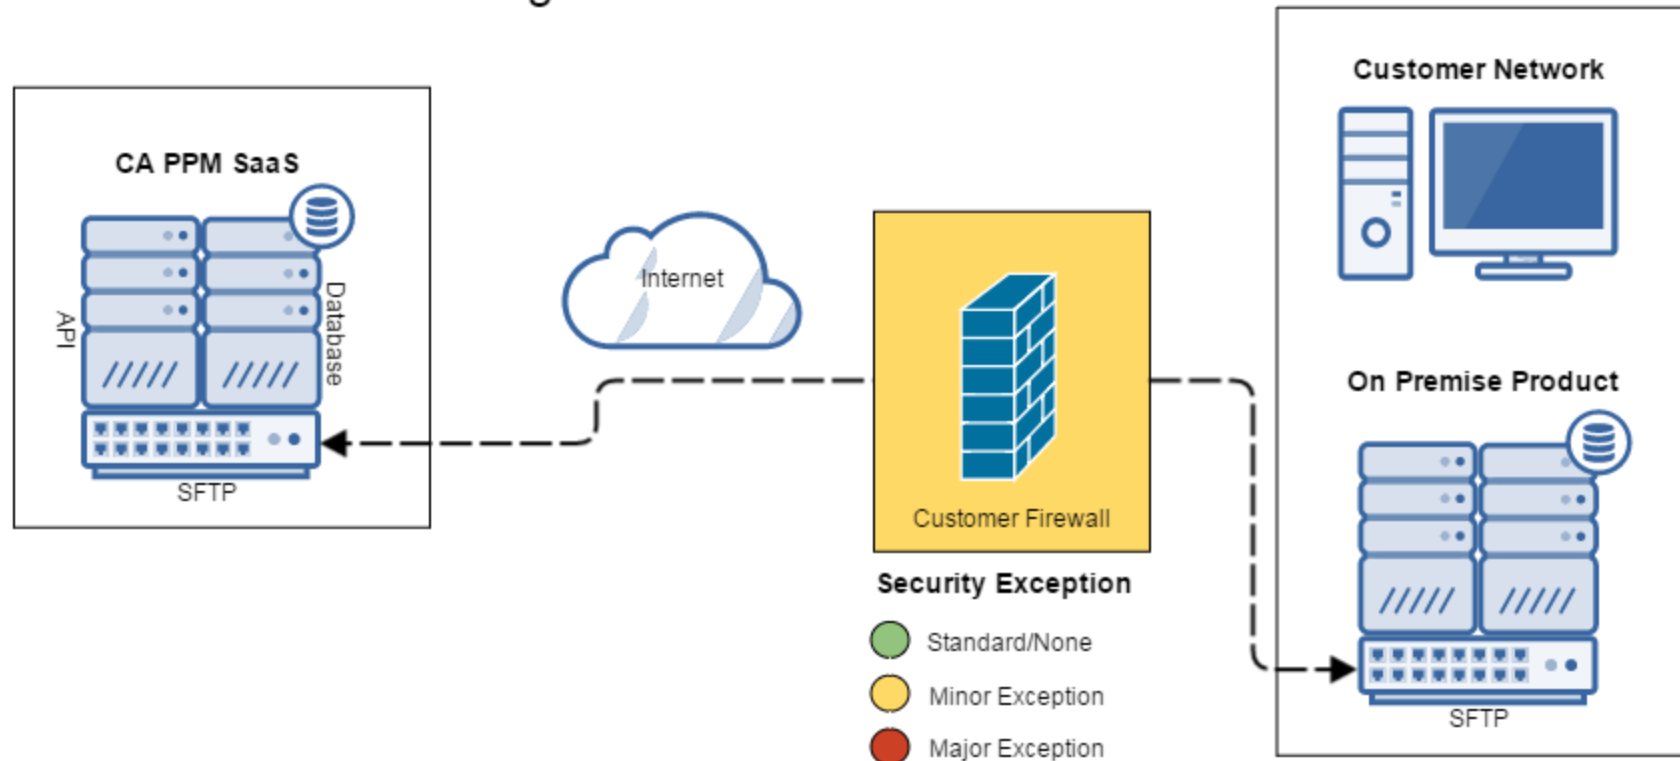 CA PPM SaaS
API
Database
SFTP
Internet
Customer Firewall
Security Exception
Standard/None
Minor Exception
Major Exception
Customer Network
On Premise Product
SFTP